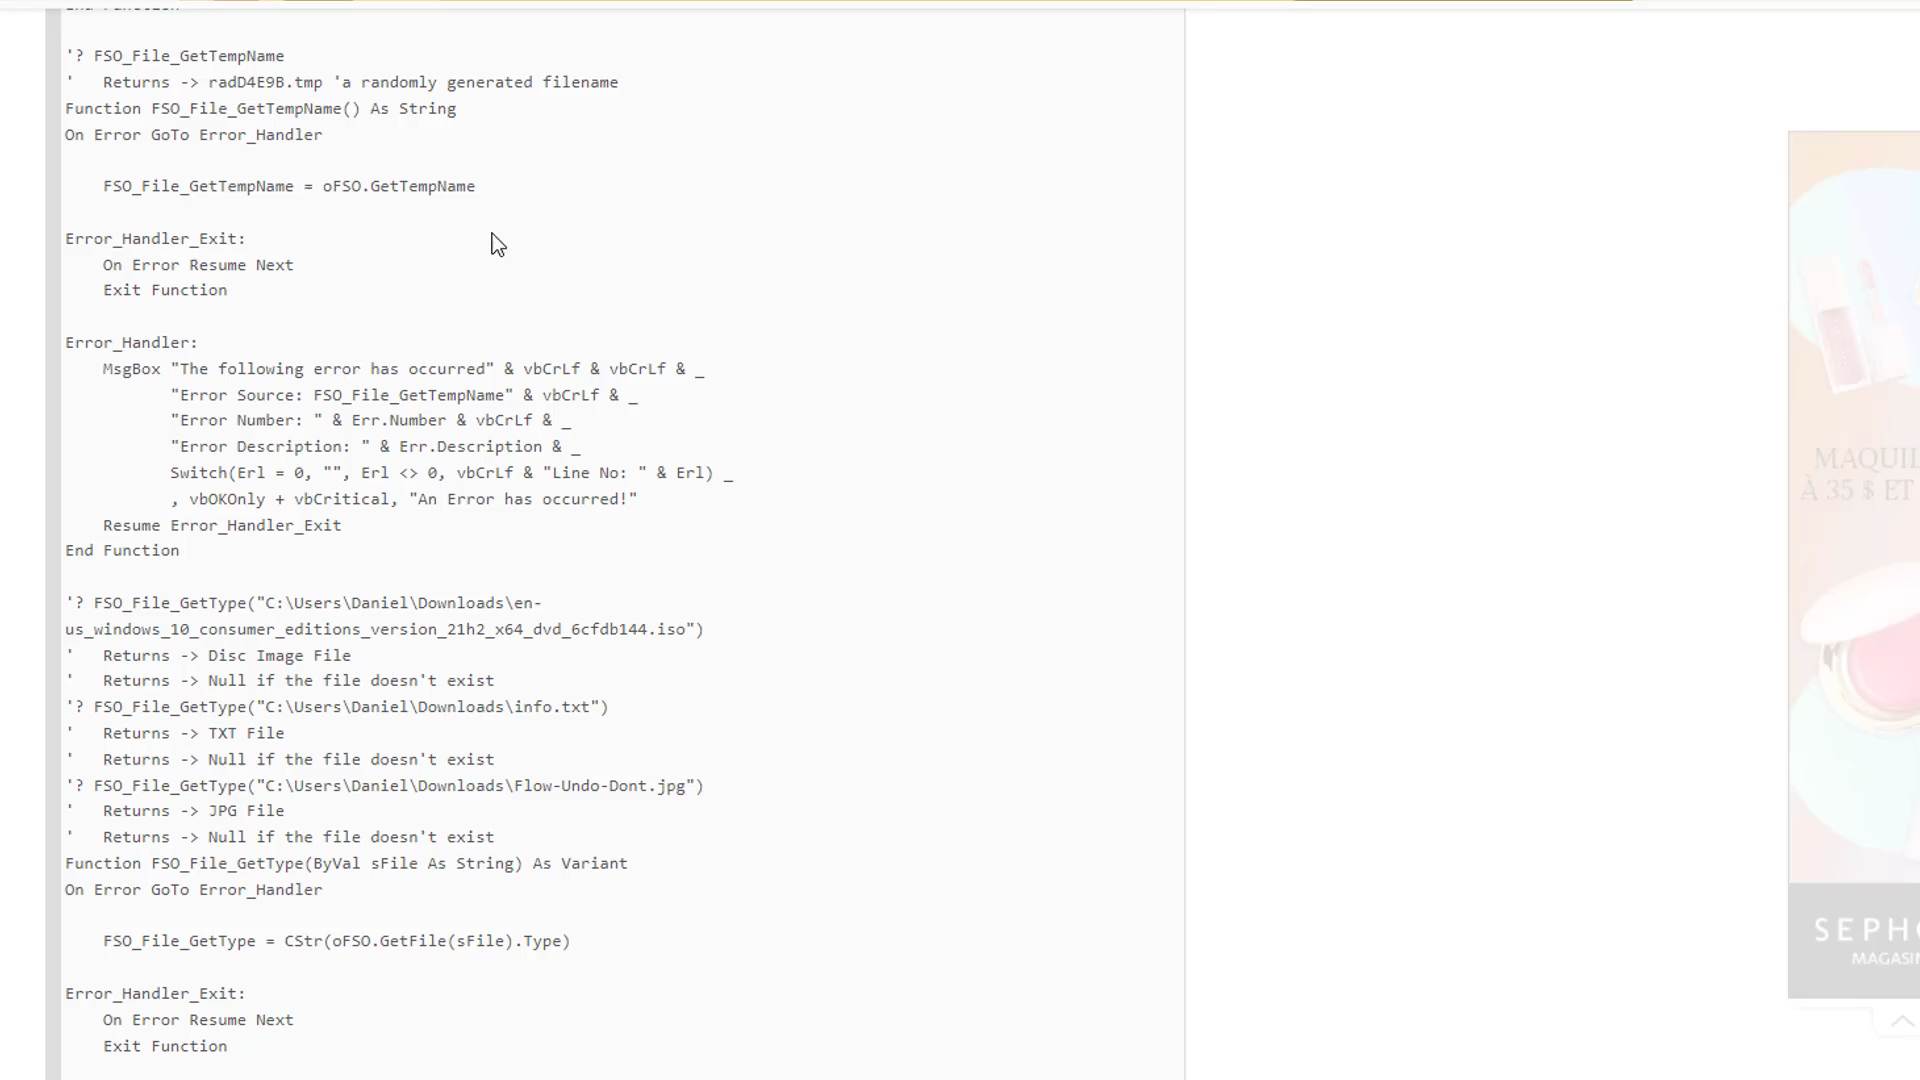 '? FSO_File_GetTempName
'   Returns -> radD4E9B.tmp 'a randomly generated filename
Function FSO_File_GetTempName() As String
On Error GoTo Error_Handler
    FSO_File_GetTempName = oFSO.GetTempName
Error_Handler_Exit:
    On Error Resume Next
    Exit Function
Error_Handler:
    MsgBox "The following error has occurred" & vbCrLf & vbCrLf & _
           "Error Source: FSO_File_GetTempName" & vbCrLf & _
           "Error Number: " & Err.Number & vbCrLf & _
           "Error Description: " & Err.Description & _
           Switch(Erl = 0, "", Erl <> 0, vbCrLf & "Line No: " & Erl) _
           , vbOKOnly + vbCritical, "An Error has occurred!"
    Resume Error_Handler_Exit
End Function
'? FSO_File_GetType("C:\Users\Daniel\Downloads\en-
us_windows_10_consumer_editions_version_21h2_x64_dvd_6cfdb144.iso")
'   Returns -> Disc Image File
'   Returns -> Null if the file doesn't exist
'? FSO_File_GetType("C:\Users\Daniel\Downloads\info.txt")
'   Returns -> TXT File
'   Returns -> Null if the file doesn't exist
'? FSO_File_GetType("C:\Users\Daniel\Downloads\Flow-Undo-Dont.jpg")
'   Returns -> JPG File
'   Returns -> Null if the file doesn't exist
Function FSO_File_GetType(ByVal sFile As String) As Variant
On Error GoTo Error_Handler
    FSO_File_GetType = CStr(oFSO.GetFile(sFile).Type)
Error_Handler_Exit:
    On Error Resume Next
    Exit Function
À 35 $ ET